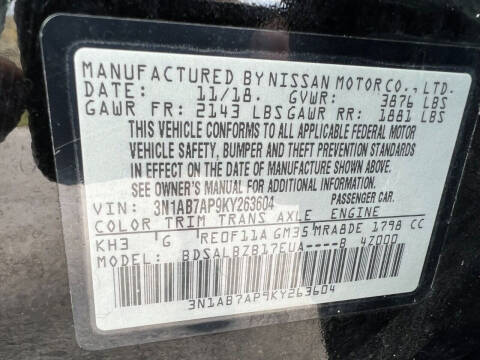 MANUFACTURED BY NISSAN MOTOR CO., LTD.
DATE: 11/18. GVWR: 3876 LBS
GAWR FR: 2143 LBS GAWR RR: 1881 LBS
THIS VEHICLE CONFORMS TO ALL APPLICABLE FEDERAL MOTOR
VEHICLE SAFETY, BUMPER AND THEFT PREVENTION STANDARDS
IN EFFECT ON THE DATE OF MANUFACTURE SHOWN ABOVE.
SEE OWNER'S MANUAL FOR ADDITIONAL INFORMATION.
VIN: 3N1AB7AP9KY263604 PASSENGER CAR.
COLOR TRIM TRANS AXLE ENGINE
KH3 G RE0F11A GM35 MRA8DE 1798 CC
MODEL: BDSALBZB17EUA----B 4Z000
3N1AB7AP9KY263604